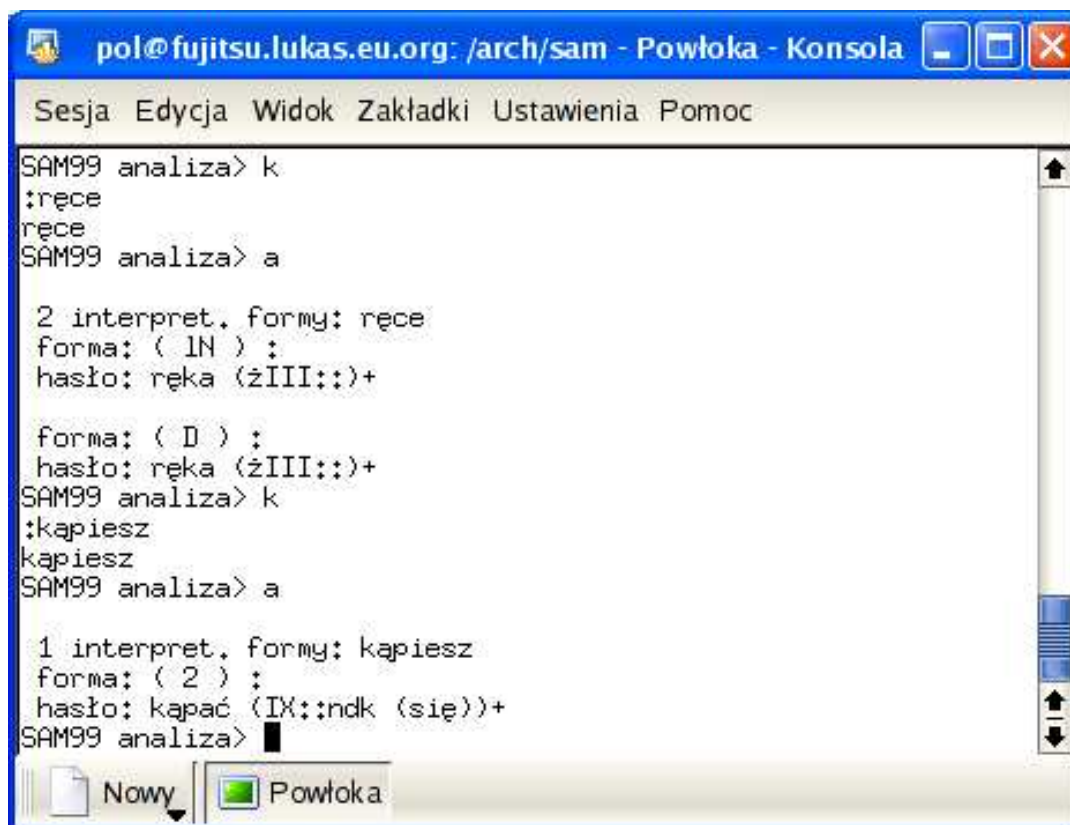 pol@fujitsu.lukas.eu.org: /arch/sam - Powłoka - Konsola
Sesja Edycja Widok Zakładki Ustawienia Pomoc
SAM99 analiza> k
:ręce
ręce
SAM99 analiza> a
2 interpret. formy: ręce
forma: ( lN ) :
hasło: ręka (żIII::)+
forma: ( D ) :
hasło: ręka (żIII::)+
SAM99 analiza> k
:kąpiesz
kąpiesz
SAM99 analiza> a
1 interpret. formy: kąpiesz
forma: ( 2 ) :
hasło: kąpać (IX::ndk (się))+
SAM99 analiza>
Nowy Powłoka